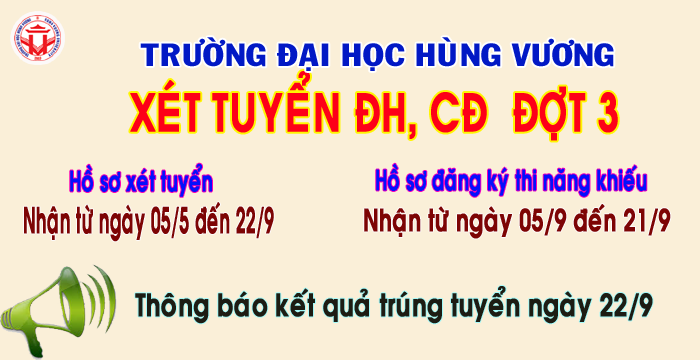 TRƯỜNG ĐẠI HỌC HÙNG VƯƠNG
XÉT TUYỂN ĐH, CĐ ĐỢT 3
Hồ sơ xét tuyển
Nhận từ ngày 05/5 đến 22/9
Hồ sơ đăng ký thi năng khiếu
Nhận từ ngày 05/9 đến 21/9
Thông báo kết quả trúng tuyển ngày 22/9